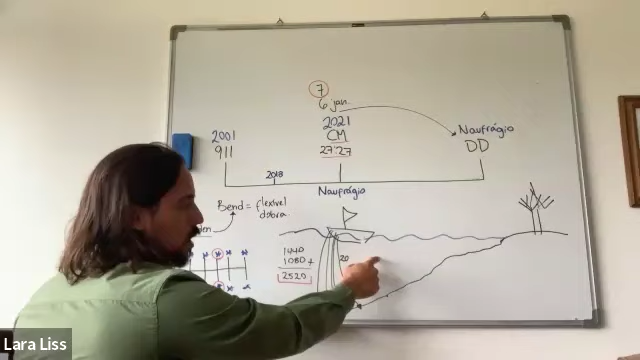 7
6 jan.
2021
CM
27:27
2001
911
2018
Naufrágio
DD
Naufrágio
Bend = flexível
dobra
1440
1080 +
2520
20
Lara Liss